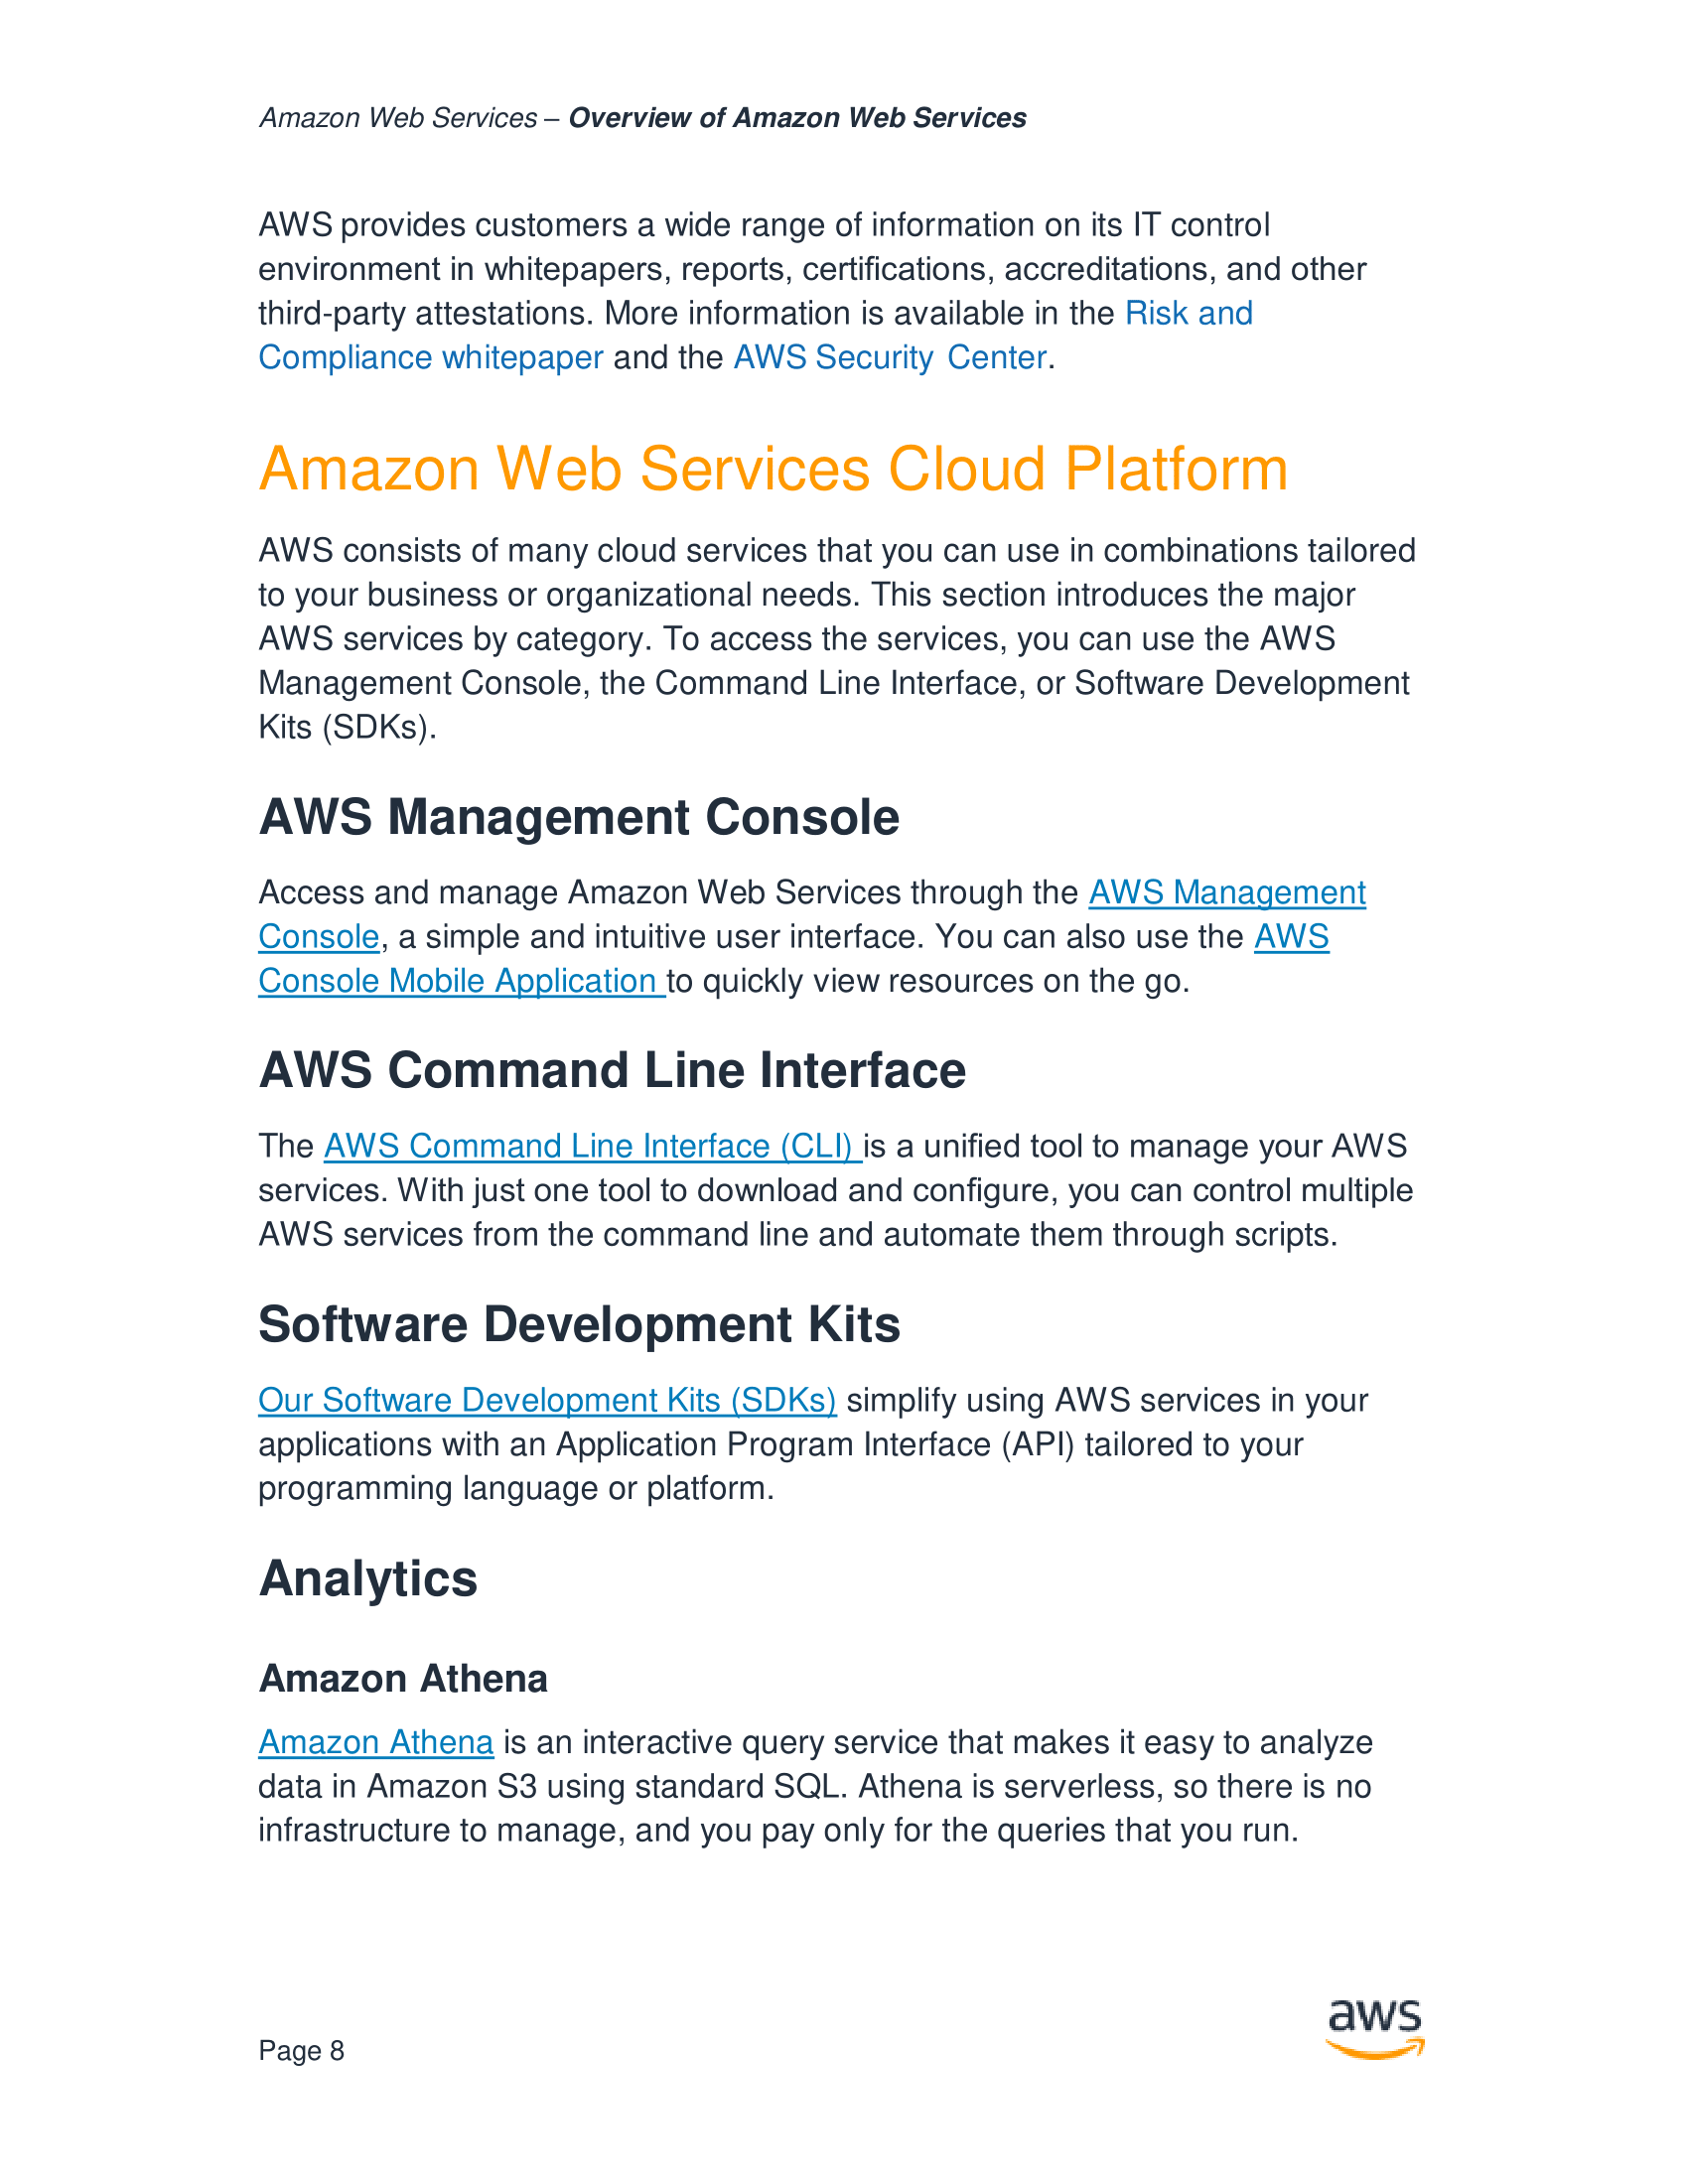 Amazon Web Services – Overview of Amazon Web Services
AWS provides customers a wide range of information on its IT control
environment in whitepapers, reports, certifications, accreditations, and other
third-party attestations. More information is available in the Risk and
Compliance whitepaper and the AWS Security Center.
Amazon Web Services Cloud Platform
AWS consists of many cloud services that you can use in combinations tailored
to your business or organizational needs. This section introduces the major
AWS services by category. To access the services, you can use the AWS
Management Console, the Command Line Interface, or Software Development
Kits (SDKs).
AWS Management Console
Access and manage Amazon Web Services through the AWS Management
Console, a simple and intuitive user interface. You can also use the AWS
Console Mobile Application to quickly view resources on the go.
AWS Command Line Interface
The AWS Command Line Interface (CLI) is a unified tool to manage your AWS
services. With just one tool to download and configure, you can control multiple
AWS services from the command line and automate them through scripts.
Software Development Kits
Our Software Development Kits (SDKs) simplify using AWS services in your
applications with an Application Program Interface (API) tailored to your
programming language or platform.
Analytics
Amazon Athena
Amazon Athena is an interactive query service that makes it easy to analyze
data in Amazon S3 using standard SQL. Athena is serverless, so there is no
infrastructure to manage, and you pay only for the queries that you run.
aws
Page 8